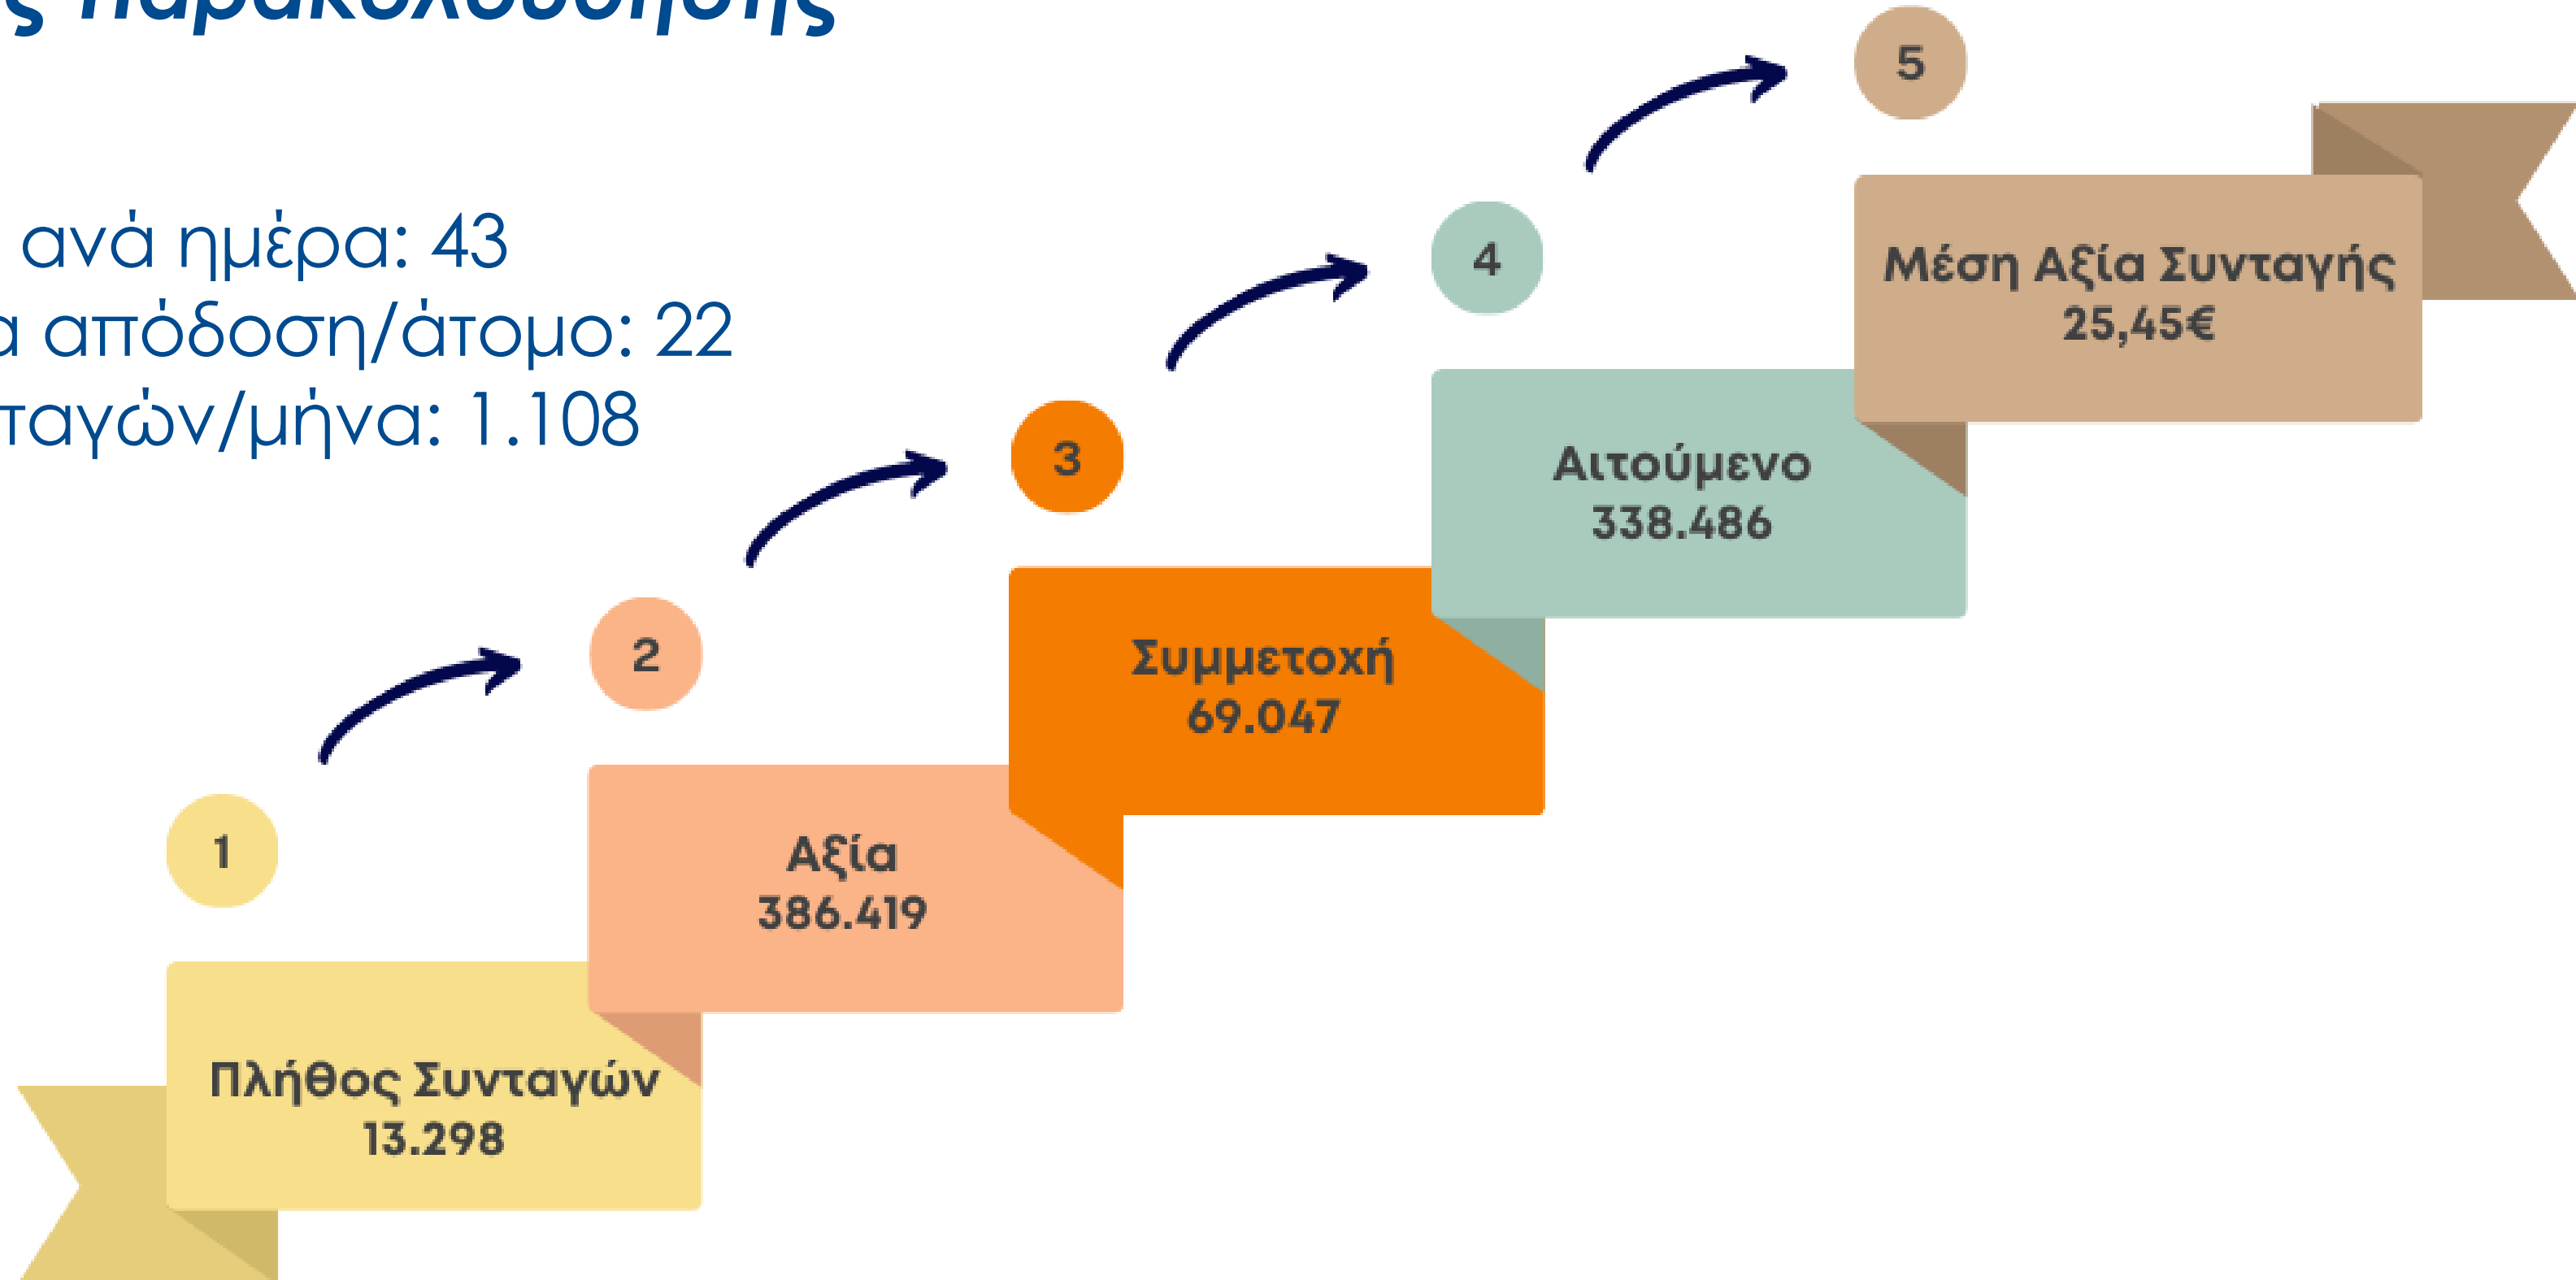 παρακολούθησης
ανά ημέρα: 43
απόδοση/άτομο: 22
ταγών/μήνα: 1.108
5
Μέση Αξία Συνταγής
25,45€
4
Αιτούμενο
338.486
3
Συμμετοχή
69.047
2
Αξία
386.419
1
Πλήθος Συνταγών
13.298